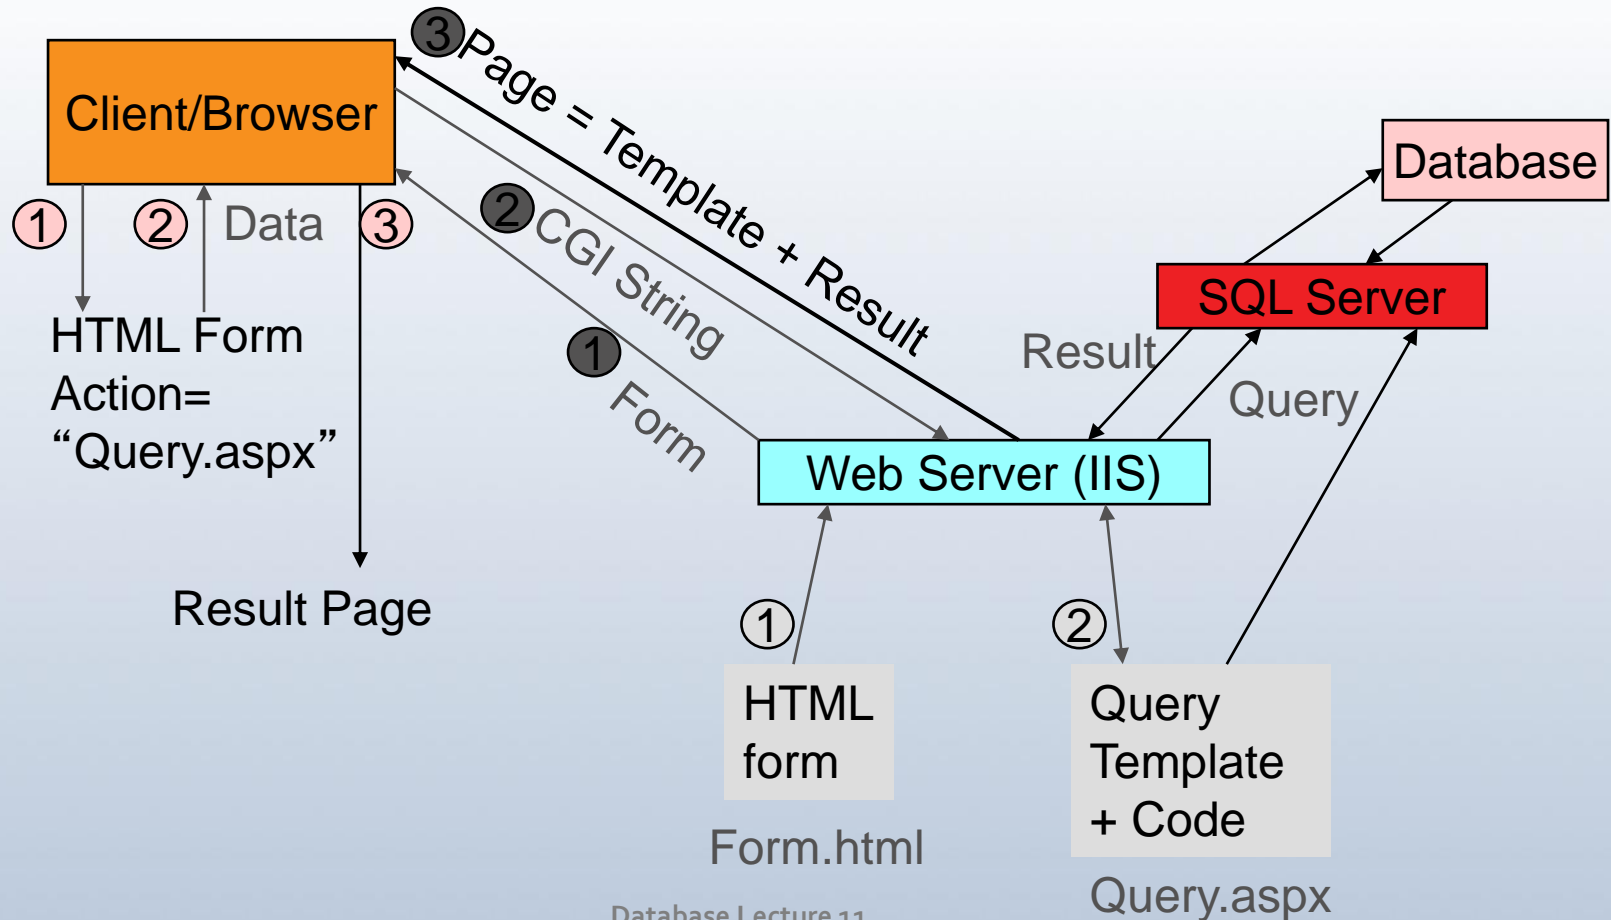 3 Page = Template + Result
Client/Browser
Database
1
2
Data
3
2 CGI String
SQL Server
HTML Form
Action=
“Query.aspx”
1 Form
Result
Query
Web Server (IIS)
Result Page
1
2
HTML
form
Query
Template
+ Code
Form.html
Query.aspx
Database Lecture 11